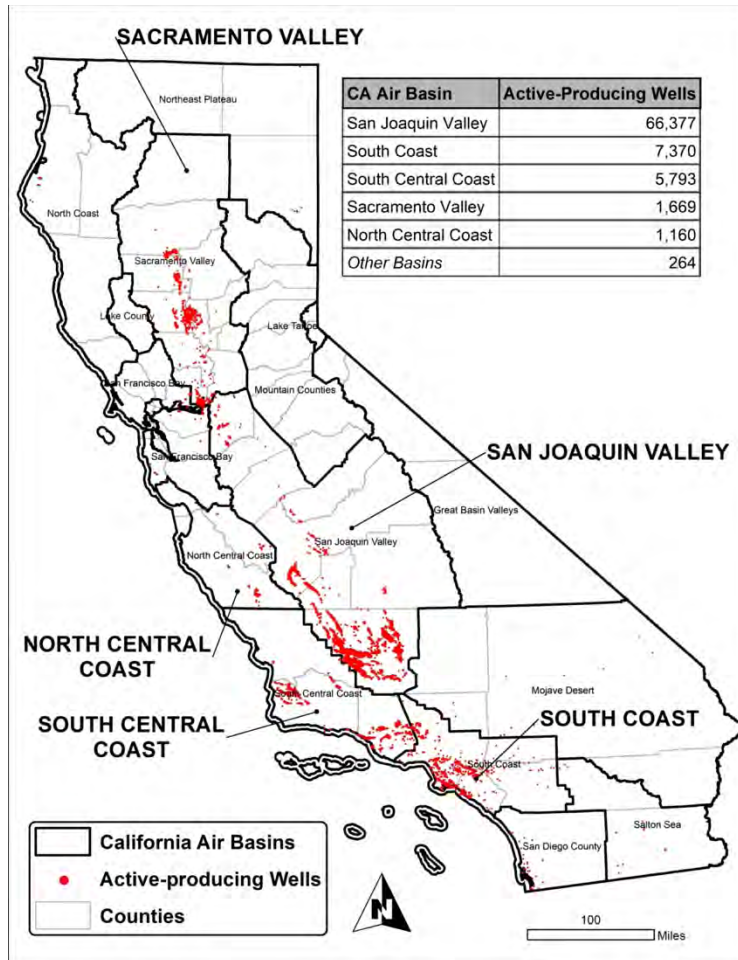 SACRAMENTO VALLEY
Northeast Plateau
CA Air Basin Active-Producing Wells
San Joaquin Valley 66,377
South Coast 7,370
South Central Coast 5,793
Sacramento Valley 1,669
North Central Coast 1,160
Other Basins 264
North Coast
Sacramento Valley
Lake County
Lake Tahoe
San Francisco Bay
Mountain Counties
San Francisco Bay
SAN JOAQUIN VALLEY
Great Basin Valleys
San Joaquin Valley
North Central Coast
NORTH CENTRAL
COAST
Mojave Desert
South Central Coast
SOUTH CENTRAL
COAST
SOUTH COAST
South Coast
Salton Sea
San Diego County
California Air Basins
Active-producing Wells
Counties
N
100
Miles